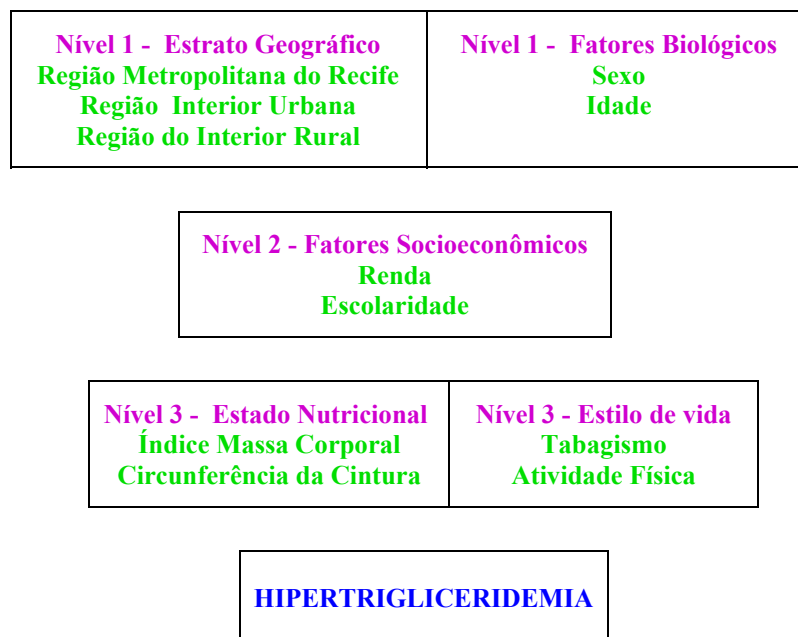 Nível 1 - Estrato Geográfico
Região Metropolitana do Recife
Região Interior Urbana
Região do Interior Rural
Nível 1 - Fatores Biológicos
Sexo
Idade
Nível 2 - Fatores Socioeconômicos
Renda
Escolaridade
Nível 3 - Estado Nutricional
Índice Massa Corporal
Circunferência da Cintura
Nível 3 - Estilo de vida
Tabagismo
Atividade Física
HIPERTRIGLICERIDEMIA